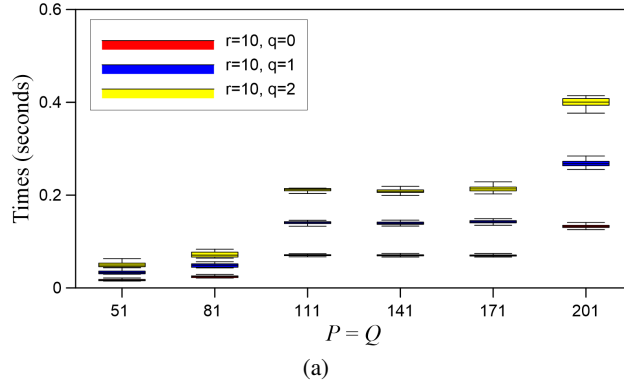 0.6
r=10, q=0
r=10, q=1
r=10, q=2
0.4
Times (seconds)
0.2
0
51 81 111 141 171 201
P = Q
(a)